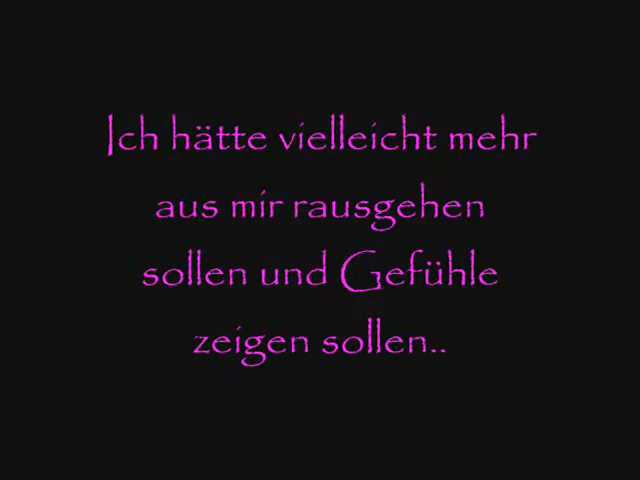 Ich hätte vielleicht mehr
aus mir rausgehen
sollen und Gefühle
zeigen sollen..